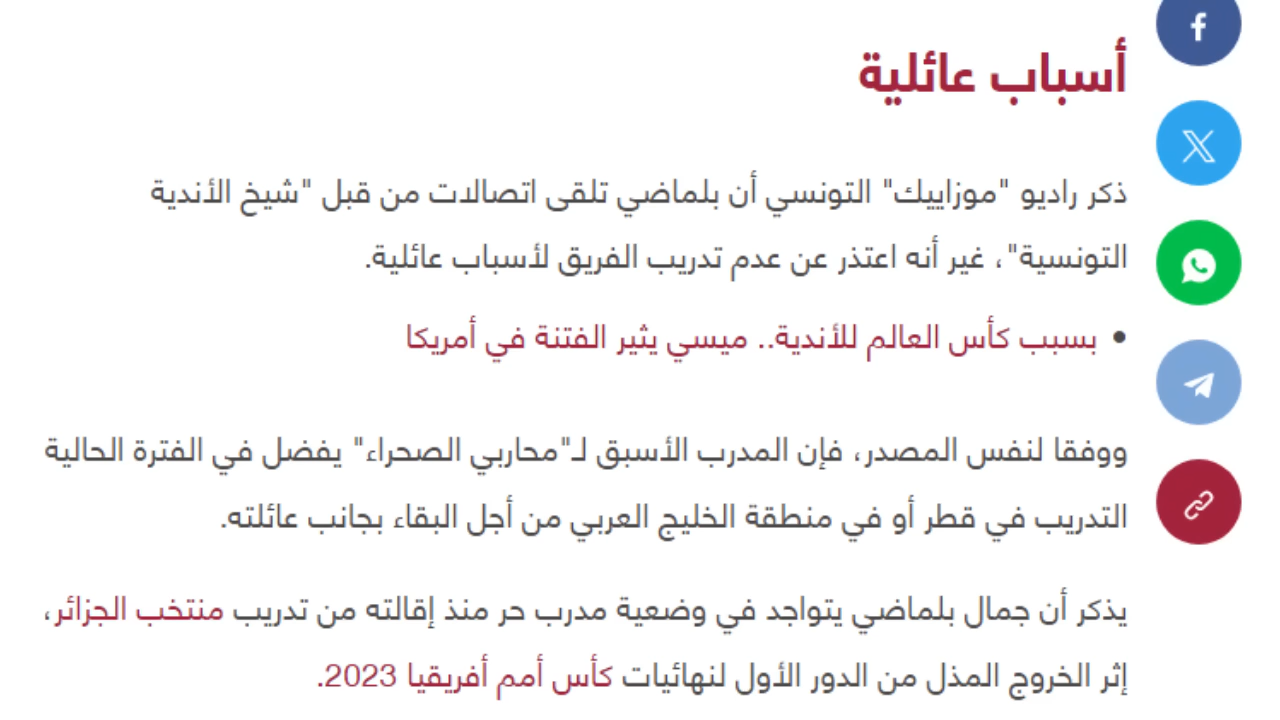 أسباب عائلية
ذكر راديو "موزاييك" التونسي أن بلماضي تلقى اتصالات من قبل "شيخ الأندية
التونسية"، غير أنه اعتذر عن عدم تدريب الفريق لأسباب عائلية.
• بسبب كأس العالم للأندية.. ميسي يثير الفتنة في أمريكا
ووفقا لنفس المصدر، فإن المدرب الأسبق لـ"محاربي الصحراء" يفضل في الفترة الحالية
التدريب في قطر أو في منطقة الخليج العربي من أجل البقاء بجانب عائلته.
يذكر أن جمال بلماضي يتواجد في وضعية مدرب حر منذ إقالته من تدريب منتخب الجزائر،
إثر الخروج المذل من الدور الأول لنهائيات كأس أمم أفريقيا 2023.